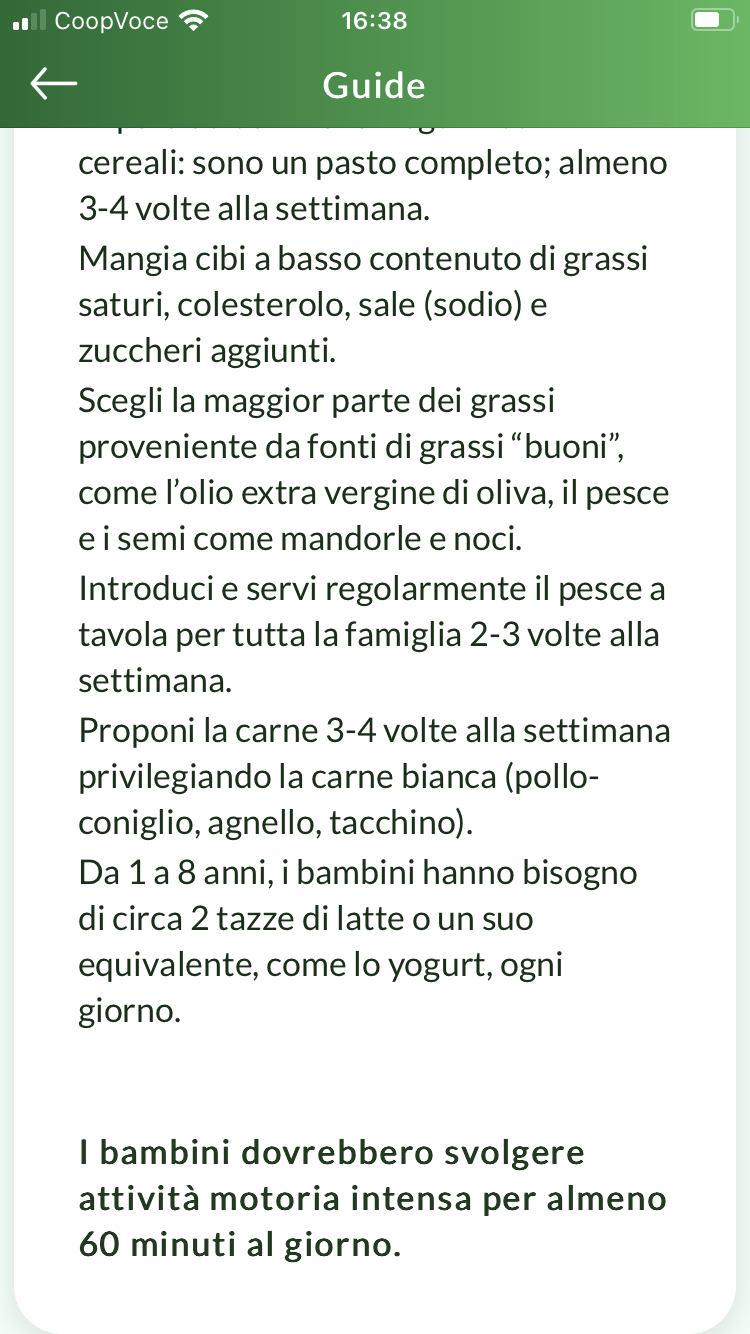 CoopVoce
16:38
Guide
cereali: sono un pasto completo; almeno
3-4 volte alla settimana.
Mangia cibi a basso contenuto di grassi
saturi, colesterolo, sale (sodio) e
zuccheri aggiunti.
Scegli la maggior parte dei grassi
proveniente da fonti di grassi “buoni”,
come l’olio extra vergine di oliva, il pesce
e i semi come mandorle e noci.
Introduci e servi regolarmente il pesce a
tavola per tutta la famiglia 2-3 volte alla
settimana.
Proponi la carne 3-4 volte alla settimana
privilegiando la carne bianca (pollo-
coniglio, agnello, tacchino).
Da 1 a 8 anni, i bambini hanno bisogno
di circa 2 tazze di latte o un suo
equivalente, come lo yogurt, ogni
giorno.
I bambini dovrebbero svolgere
attività motoria intensa per almeno
60 minuti al giorno.